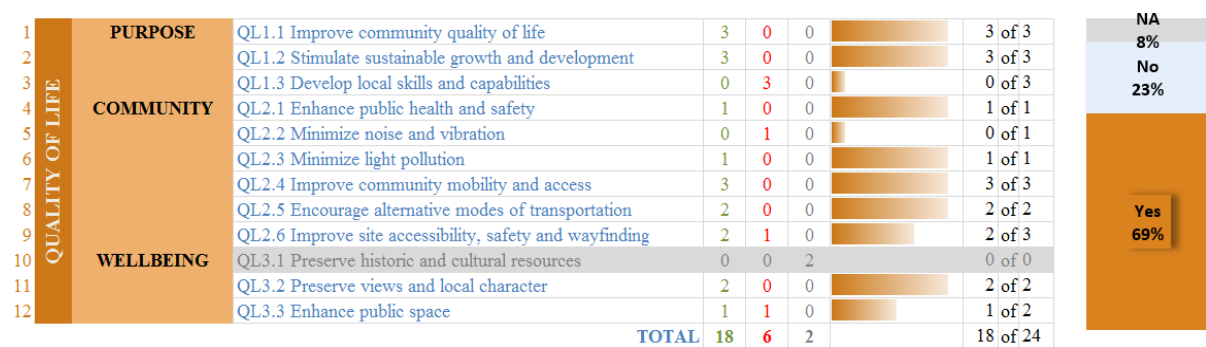 QUALITY OF LIFE
1 PURPOSE QL1.1 Improve community quality of life 3 0 0 3 of 3
2 QL1.2 Stimulate sustainable growth and development 3 0 0 3 of 3
3 QL1.3 Develop local skills and capabilities 0 3 0 0 of 3
4 COMMUNITY QL2.1 Enhance public health and safety 1 0 0 1 of 1
5 QL2.2 Minimize noise and vibration 0 1 0 0 of 1
6 QL2.3 Minimize light pollution 1 0 0 1 of 1
7 QL2.4 Improve community mobility and access 3 0 0 3 of 3
8 QL2.5 Encourage alternative modes of transportation 2 0 0 2 of 2
9 QL2.6 Improve site accessibility, safety and wayfinding 2 1 0 2 of 3
10 WELLBEING QL3.1 Preserve historic and cultural resources 0 0 2 0 of 0
11 QL3.2 Preserve views and local character 2 0 0 2 of 2
12 QL3.3 Enhance public space 1 1 0 1 of 2
TOTAL 18 6 2 18 of 24
NA
8%
No
23%
Yes
69%